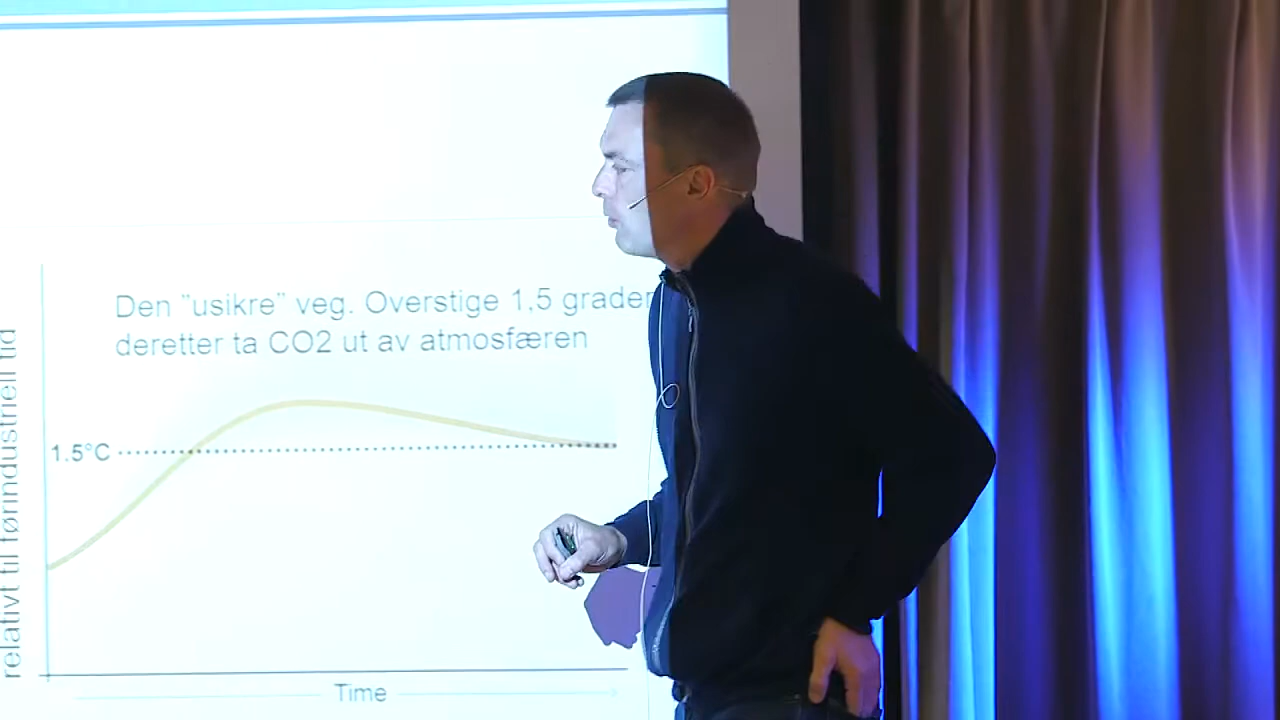 Den ”usikre” veg. Overstige 1,5 grader
deretter ta CO2 ut av atmosfæren
1.5°C
relativt til førindustriell tid
Time